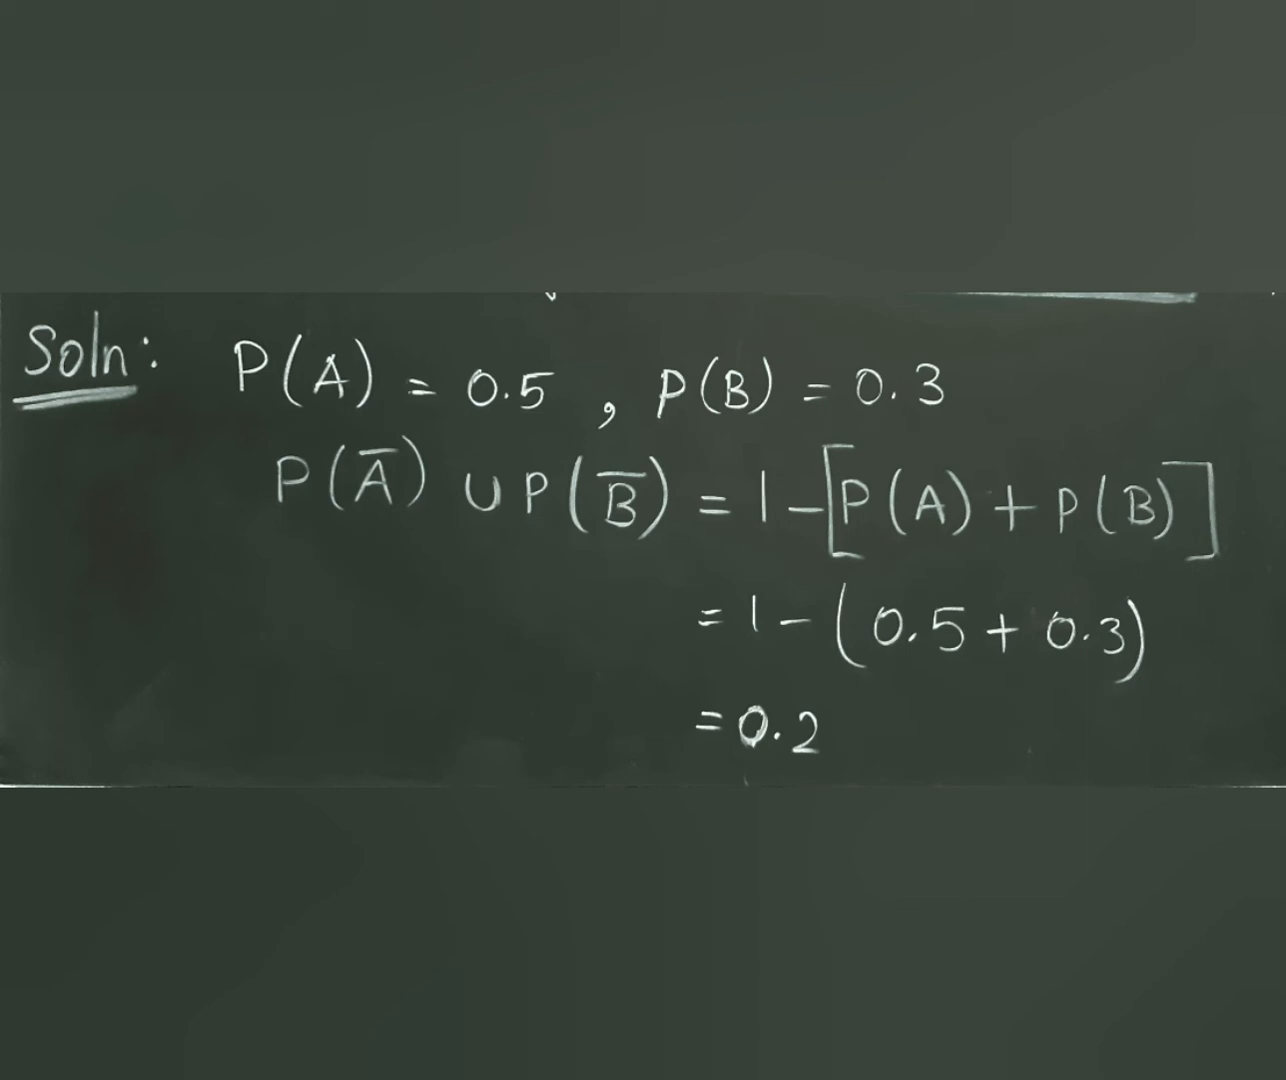 Soln: P(A) = 0.5 , P(B) = 0.3
P(A̅) ∪ P(B̅) = 1 - [P(A) + P(B)]
= 1 - (0.5 + 0.3)
= 0.2